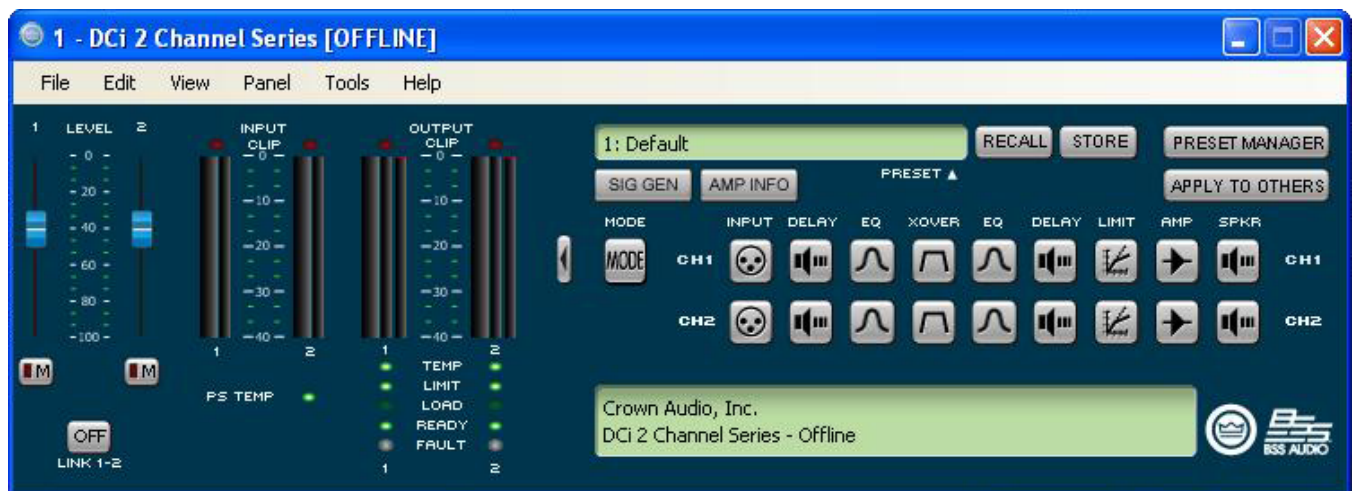 1 - DCi 2 Channel Series [OFFLINE]
File Edit View Panel Tools Help
1 LEVEL 2
- 0 -
- 20 -
- 40 -
- 60 -
- 80 -
-100-
M M
OFF
LINK 1-2
INPUT
CLIP
-0-
-10-
-20-
-30-
-40-
1 2
PS TEMP
OUTPUT
CLIP
-0-
-10-
-20-
-30-
-40-
1 2
TEMP
LIMIT
LOAD
READY
FAULT
1 2
1: Default RECALL STORE PRESET MANAGER
SIG GEN AMP INFO PRESET ▲ APPLY TO OTHERS
MODE INPUT DELAY EQ XOVER EQ DELAY LIMIT AMP SPKR
MODE CH1 CH1
CH2 CH2
Crown Audio, Inc.
DCi 2 Channel Series - Offline
BSS
BSS AUDIO